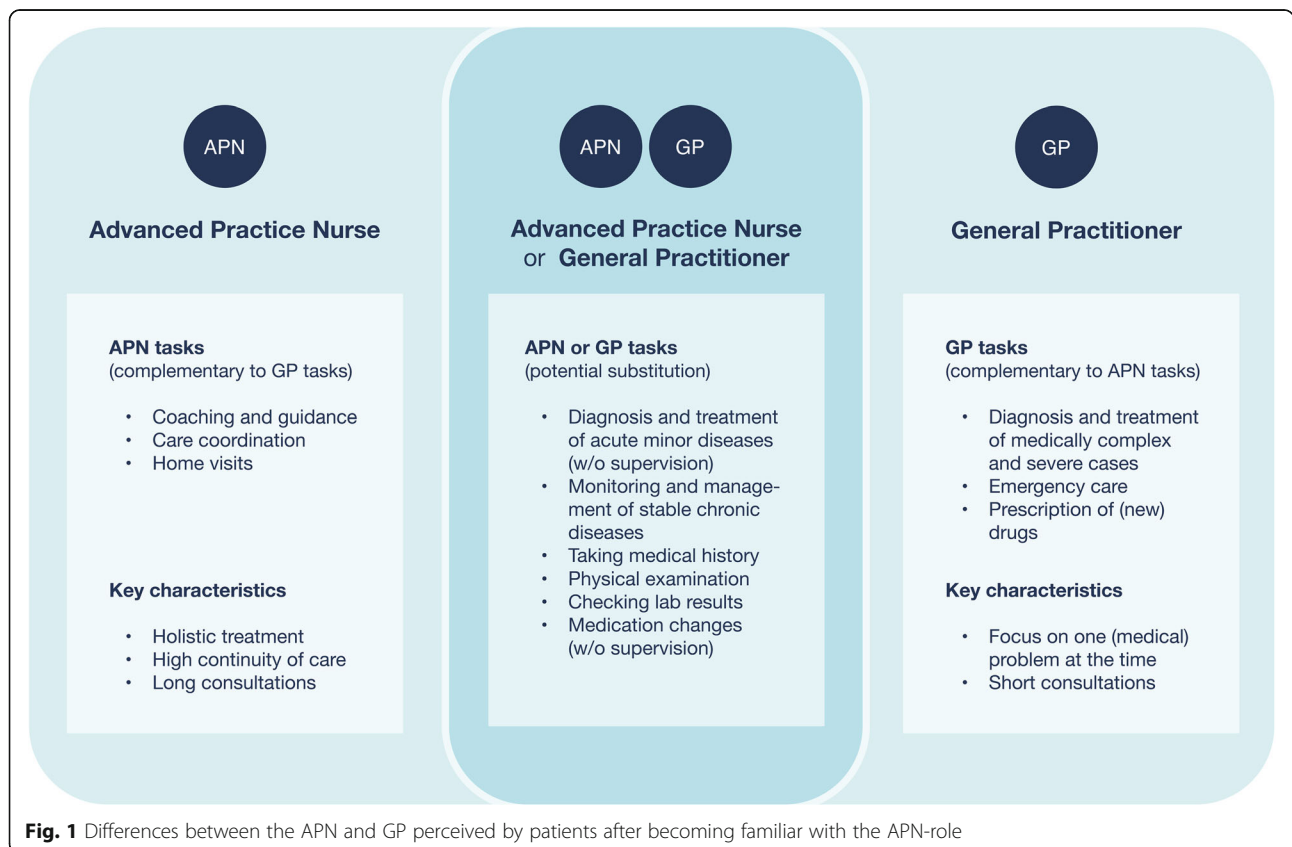 APN
Advanced Practice Nurse
APN tasks
(complementary to GP tasks)
• Coaching and guidance
• Care coordination
• Home visits
Key characteristics
• Holistic treatment
• High continuity of care
• Long consultations
APN GP
Advanced Practice Nurse
or General Practitioner
APN or GP tasks
(potential substitution)
• Diagnosis and treatment
of acute minor diseases
(w/o supervision)
• Monitoring and manage-
ment of stable chronic
diseases
• Taking medical history
• Physical examination
• Checking lab results
• Medication changes
(w/o supervision)
GP
General Practitioner
GP tasks
(complementary to APN tasks)
• Diagnosis and treatment
of medically complex
and severe cases
• Emergency care
• Prescription of (new)
drugs
Key characteristics
• Focus on one (medical)
problem at the time
• Short consultations
Fig. 1 Differences between the APN and GP perceived by patients after becoming familiar with the APN-role